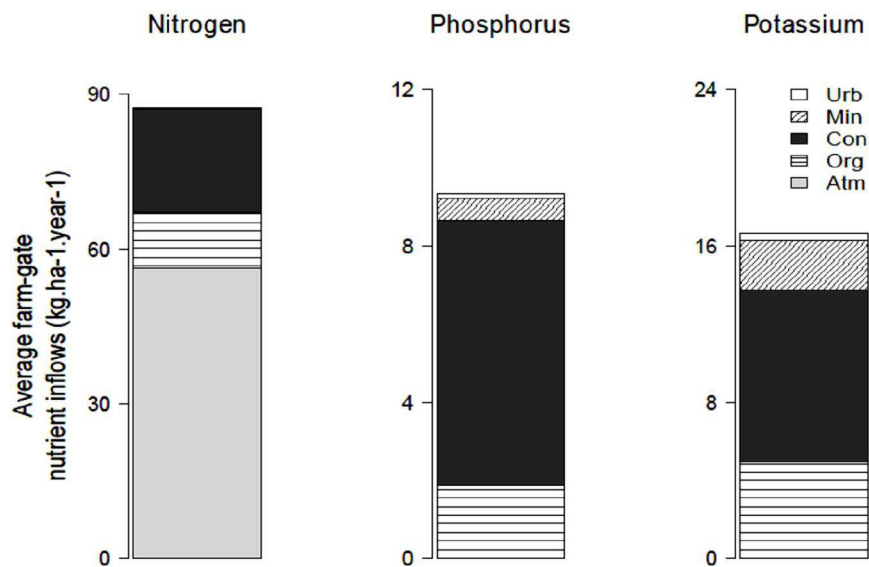 Nitrogen
Phosphorus
Potassium
Average farm-gate
nutrient inflows (kg.ha-1.year-1)
90
60
30
0
12
8
4
0
24
16
8
0
Urb
Min
Con
Org
Atm